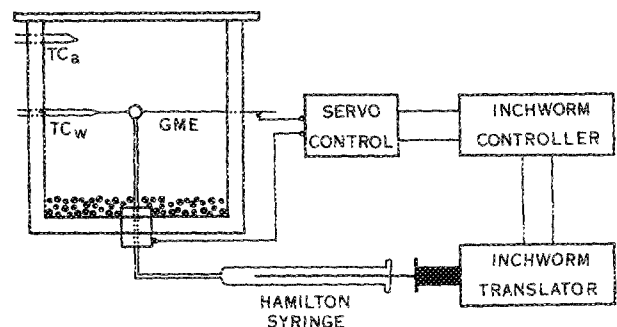 TCa
TCw
GME
SERVO
CONTROL
INCHWORM
CONTROLLER
INCHWORM
TRANSLATOR
HAMILTON
SYRINGE